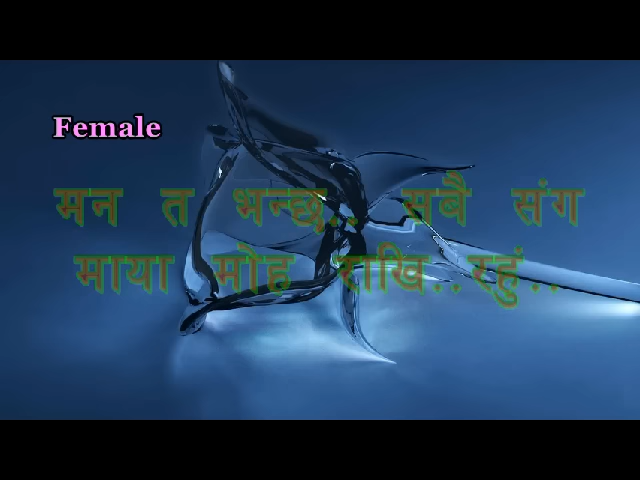 Female
मन त भन्छ.. सबै संग
माया मोह राखि..रहुं..